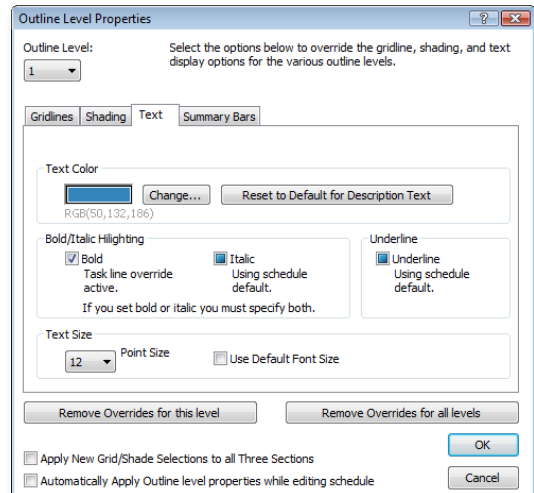 Outline Level Properties
Outline Level:
1
Select the options below to override the gridline, shading, and text
display options for the various outline levels.
Gridlines Shading Text Summary Bars
Text Color
Change... Reset to Default for Description Text
RGB(50,132,186)
Bold/Italic Hilighting
Bold
Task line override
active.
Italic
Using schedule
default.
If you set bold or italic you must specify both.
Underline
Underline
Using schedule
default.
Text Size
12 Point Size Use Default Font Size
Remove Overrides for this level Remove Overrides for all levels
Apply New Grid/Shade Selections to all Three Sections
Automatically Apply Outline level properties while editing schedule
OK
Cancel